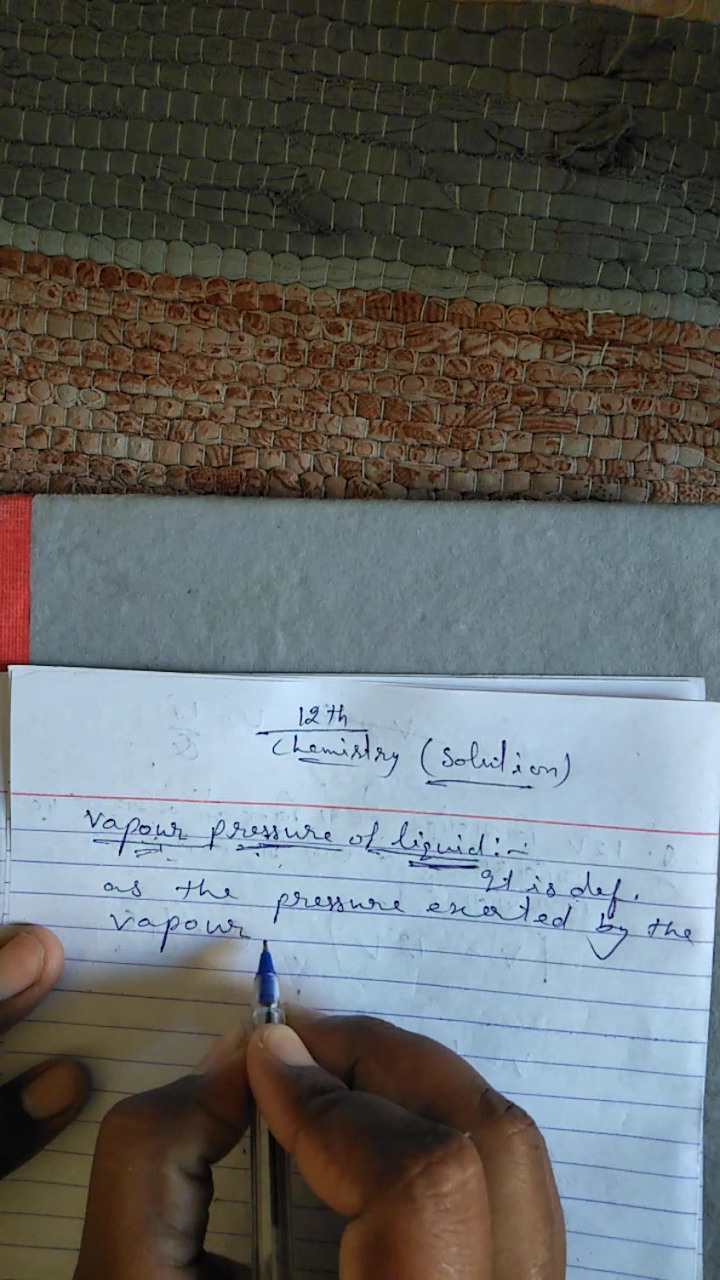 12th
Chemistry (Solution)
Vapour pressure of liquid:-
It is def.
as the pressure exerted by the
vapour